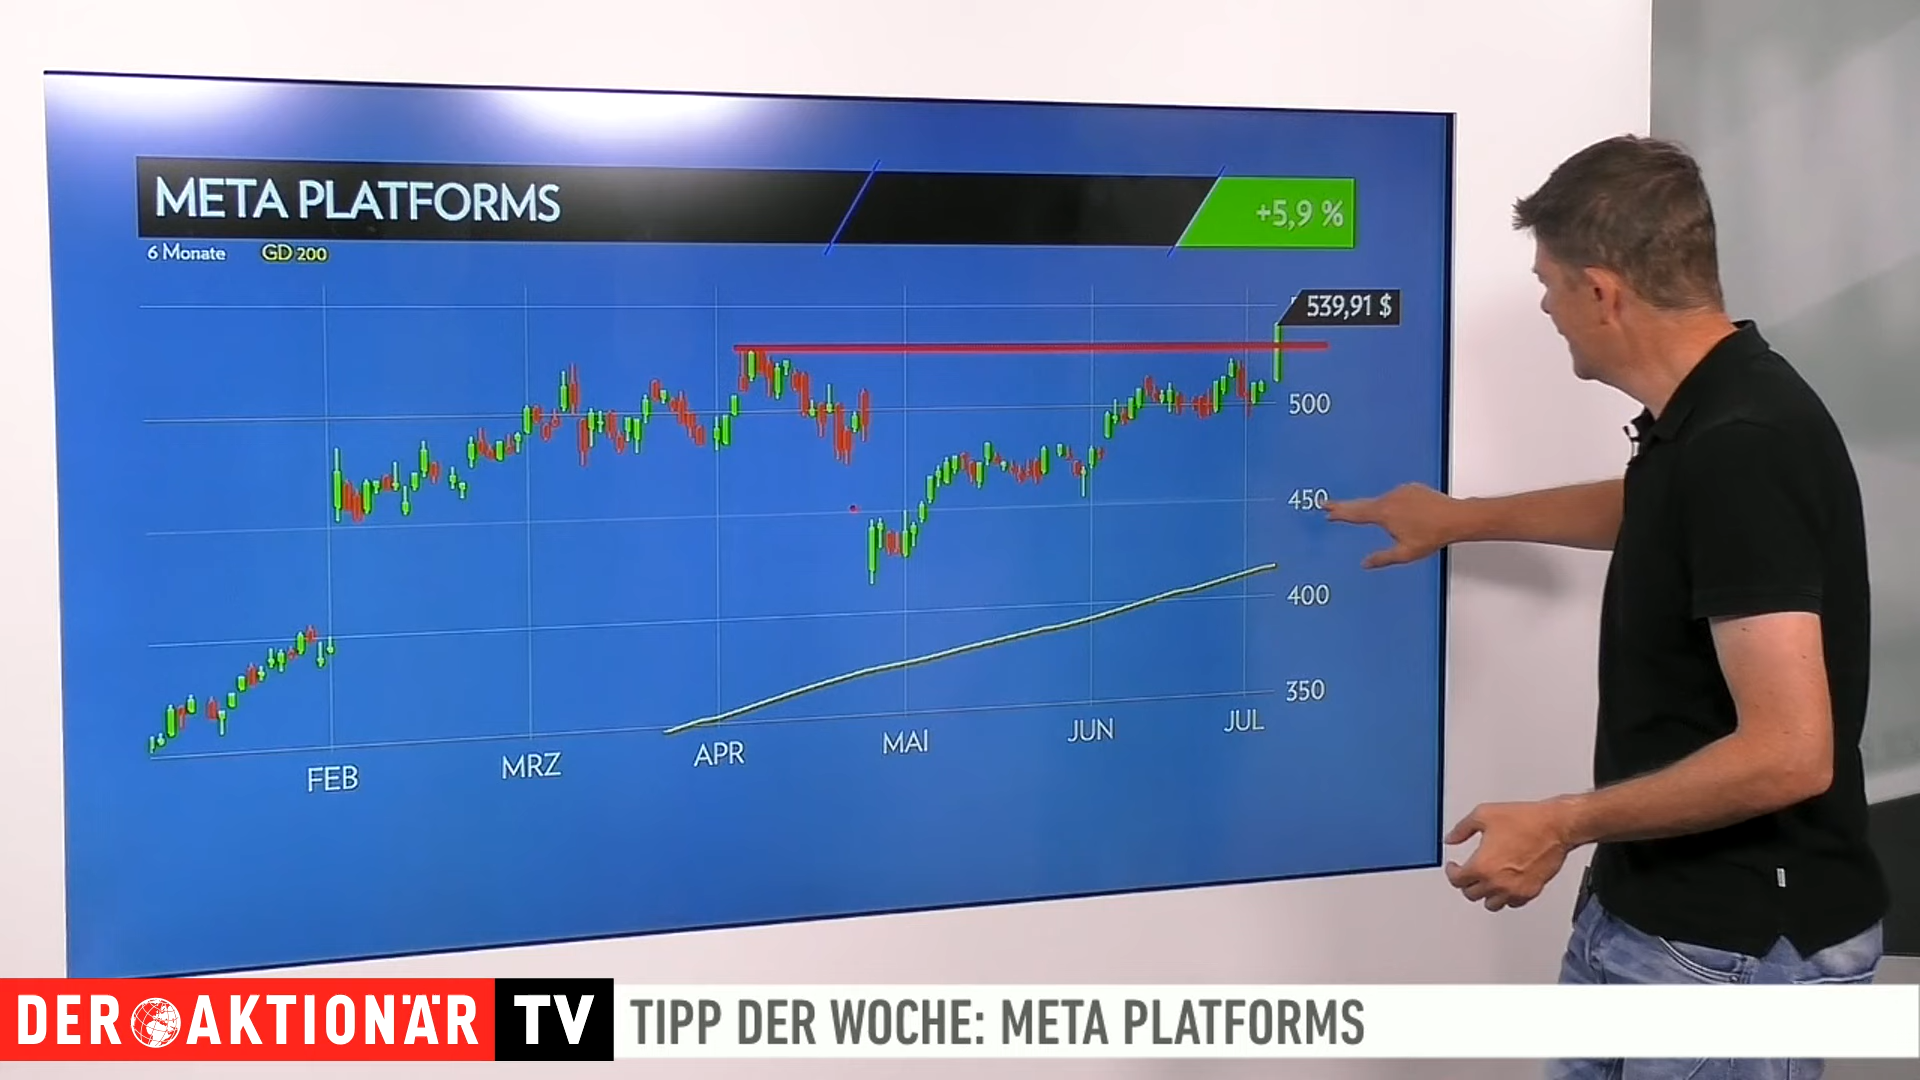 META PLATFORMS
+5,9 %
6 Monate GD 200
539,91 $
500
450
400
350
FEB MRZ APR MAI JUN JUL
DER AKTIONÄR TV TIPP DER WOCHE: META PLATFORMS